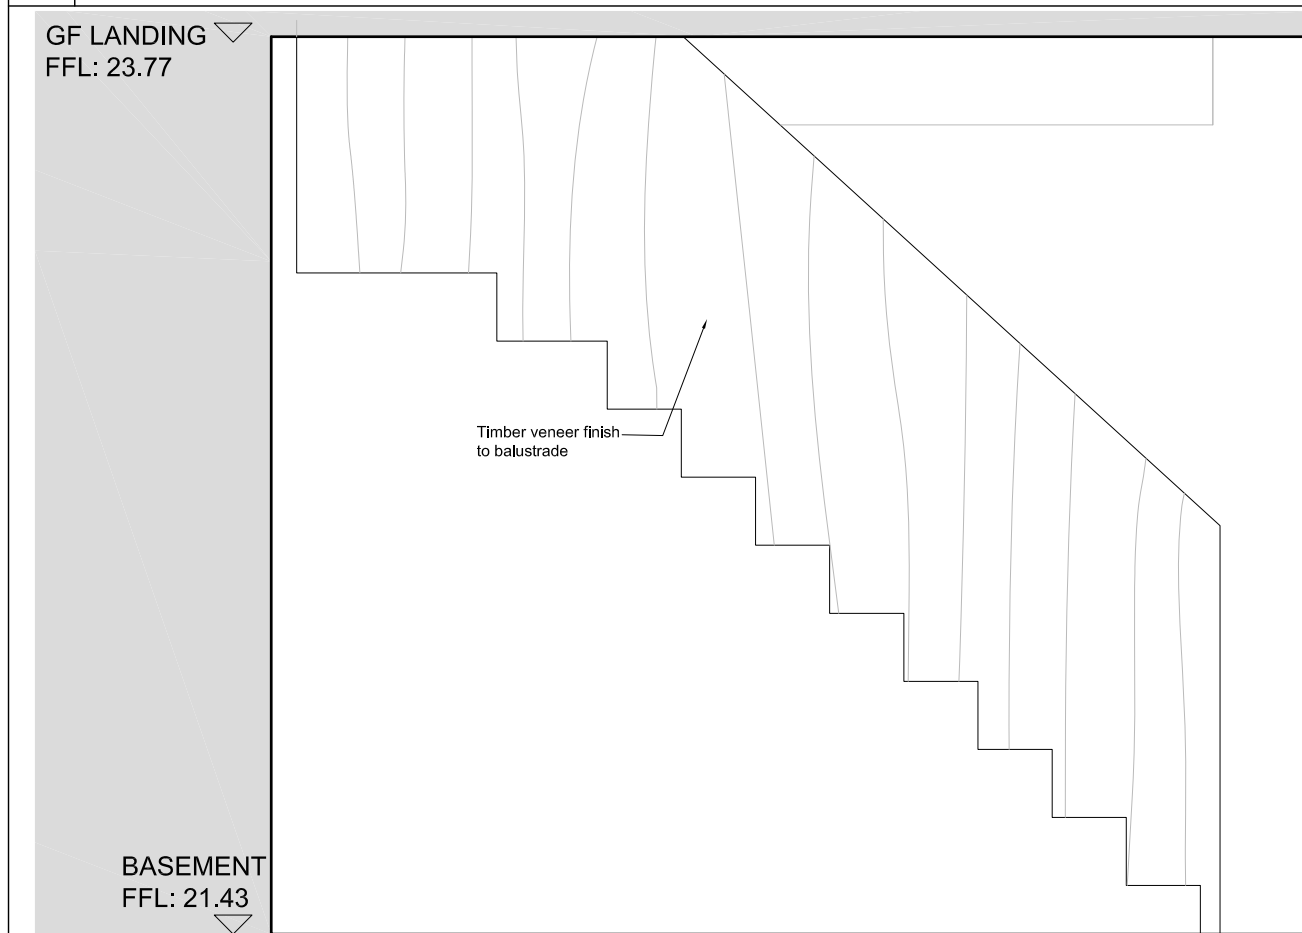 GF LANDING
FFL: 23.77
Timber veneer finish
to balustrade
BASEMENT
FFL: 21.43